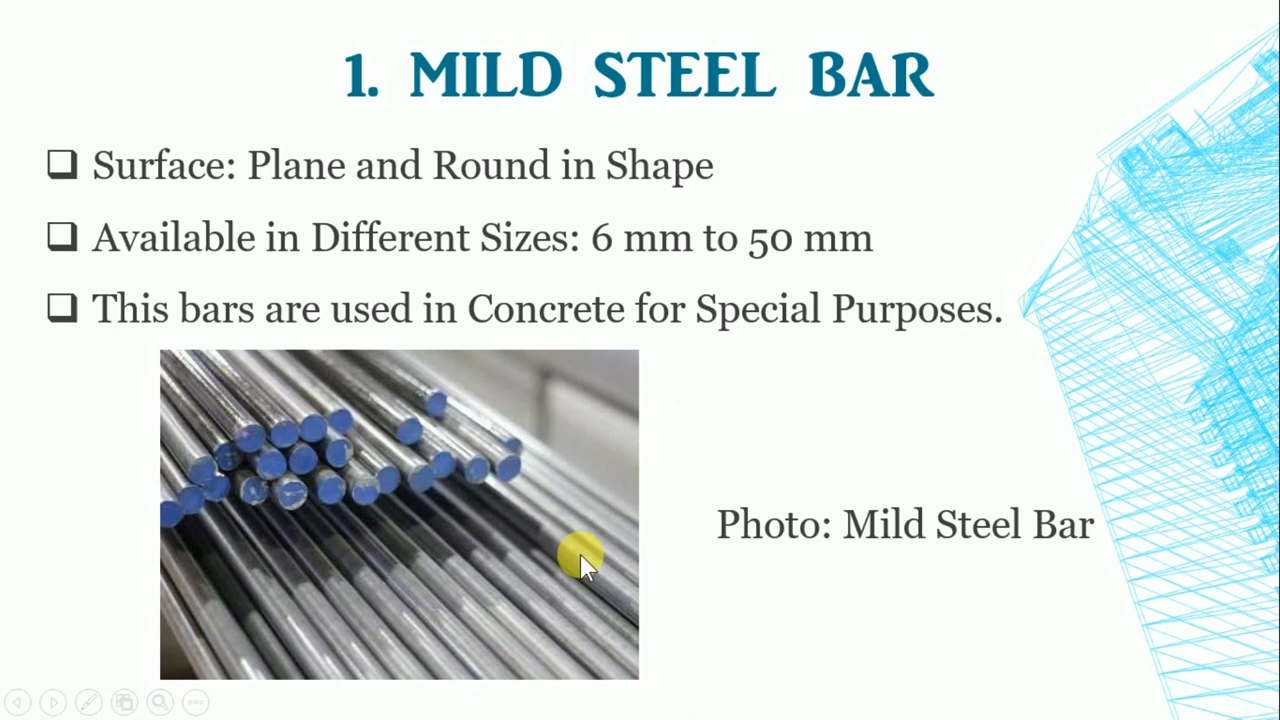 1. MILD STEEL BAR
Surface: Plane and Round in Shape
Available in Different Sizes: 6 mm to 50 mm
This bars are used in Concrete for Special Purposes.
Photo: Mild Steel Bar